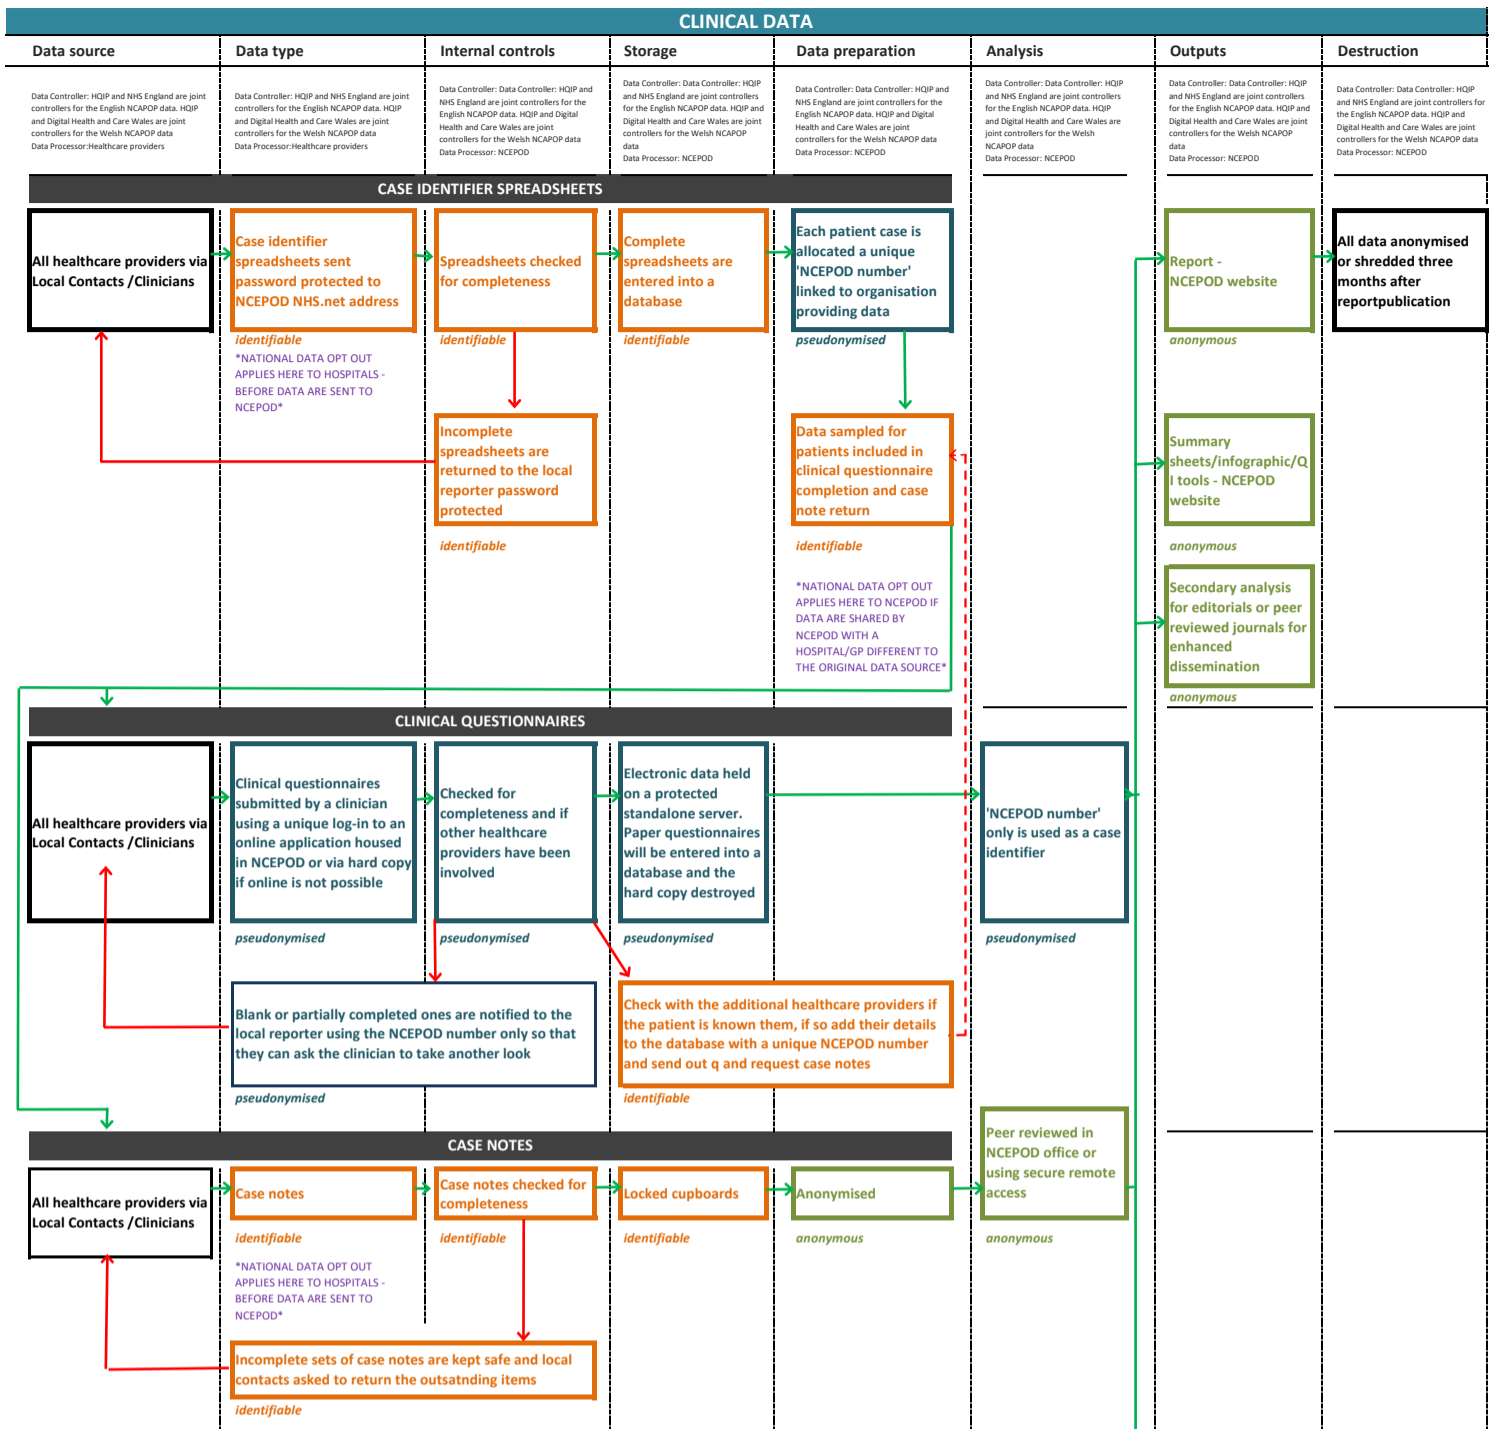 CLINICAL DATA
Data source
Data type
Internal controls
Storage
Data preparation
Analysis
Outputs
Destruction
Data Controller: HQIP and NHS England are joint
controllers for the English NCAPOP data. HQIP
and Digital Health and Care Wales are joint
controllers for the Welsh NCAPOP data
Data Processor:Healthcare providers
Data Controller: HQIP and NHS England are joint
controllers for the English NCAPOP data. HQIP
and Digital Health and Care Wales are joint
controllers for the Welsh NCAPOP data
Data Processor:Healthcare providers
Data Controller: Data Controller: HQIP and
NHS England are joint controllers for the
English NCAPOP data. HQIP and Digital
Health and Care Wales are joint
controllers for the Welsh NCAPOP data
Data Processor: NCEPOD
Data Controller: Data Controller: HQIP
and NHS England are joint controllers
for the English NCAPOP data. HQIP and
Digital Health and Care Wales are joint
controllers for the Welsh NCAPOP
data
Data Processor: NCEPOD
Data Controller: Data Controller: HQIP and
NHS England are joint controllers for the
English NCAPOP data. HQIP and Digital
Health and Care Wales are joint
controllers for the Welsh NCAPOP data
Data Processor: NCEPOD
Data Controller: Data Controller: HQIP
and NHS England are joint controllers
for the English NCAPOP data. HQIP and
Digital Health and Care Wales are
joint controllers for the Welsh
NCAPOP data
Data Processor: NCEPOD
Data Controller: Data Controller: HQIP
and NHS England are joint controllers
for the English NCAPOP data. HQIP and
Digital Health and Care Wales are joint
controllers for the Welsh NCAPOP
data
Data Processor: NCEPOD
Data Controller: Data Controller: HQIP
and NHS England are joint controllers for
the English NCAPOP data. HQIP and
Digital Health and Care Wales are joint
controllers for the Welsh NCAPOP data
Data Processor: NCEPOD
CASE IDENTIFIER SPREADSHEETS
All healthcare providers via
Local Contacts /Clinicians
Case identifier
spreadsheets sent
password protected to
NCEPOD NHS.net address
identifiable
*NATIONAL DATA OPT OUT
APPLIES HERE TO HOSPITALS -
BEFORE DATA ARE SENT TO
NCEPOD*
Spreadsheets checked
for completeness
identifiable
Complete
spreadsheets are
entered into a
database
identifiable
Each patient case is
allocated a unique
'NCEPOD number'
linked to organisation
providing data
pseudonymised
Report -
NCEPOD website
anonymous
All data anonymised
or shredded three
months after
reportpublication
Incomplete
spreadsheets are
returned to the local
reporter password
protected
identifiable
Data sampled for
patients included in
clinical questionnaire
completion and case
note return
identifiable
*NATIONAL DATA OPT OUT
APPLIES HERE TO NCEPOD IF
DATA ARE SHARED BY
NCEPOD WITH A
HOSPITAL/GP DIFFERENT TO
THE ORIGINAL DATA SOURCE*
Summary
sheets/infographic/Q
I tools - NCEPOD
website
anonymous
Secondary analysis
for editorials or peer
reviewed journals for
enhanced
dissemination
anonymous
CLINICAL QUESTIONNAIRES
All healthcare providers via
Local Contacts /Clinicians
Clinical questionnaires
submitted by a clinician
using a unique log-in to an
online application housed
in NCEPOD or via hard copy
if online is not possible
pseudonymised
Checked for
completeness and if
other healthcare
providers have been
involved
pseudonymised
Electronic data held
on a protected
standalone server.
Paper questionnaires
will be entered into a
database and the
hard copy destroyed
pseudonymised
'NCEPOD number'
only is used as a case
identifier
pseudonymised
Blank or partially completed ones are notified to the
local reporter using the NCEPOD number only so that
they can ask the clinician to take another look
pseudonymised
Check with the additional healthcare providers if
the patient is known them, if so add their details
to the database with a unique NCEPOD number
and send out q and request case notes
identifiable
CASE NOTES
All healthcare providers via
Local Contacts /Clinicians
Case notes
identifiable
*NATIONAL DATA OPT OUT
APPLIES HERE TO HOSPITALS -
BEFORE DATA ARE SENT TO
NCEPOD*
Case notes checked for
completeness
identifiable
Locked cupboards
identifiable
Anonymised
anonymous
Peer reviewed in
NCEPOD office or
using secure remote
access
anonymous
Incomplete sets of case notes are kept safe and local
contacts asked to return the outsatnding items
identifiable